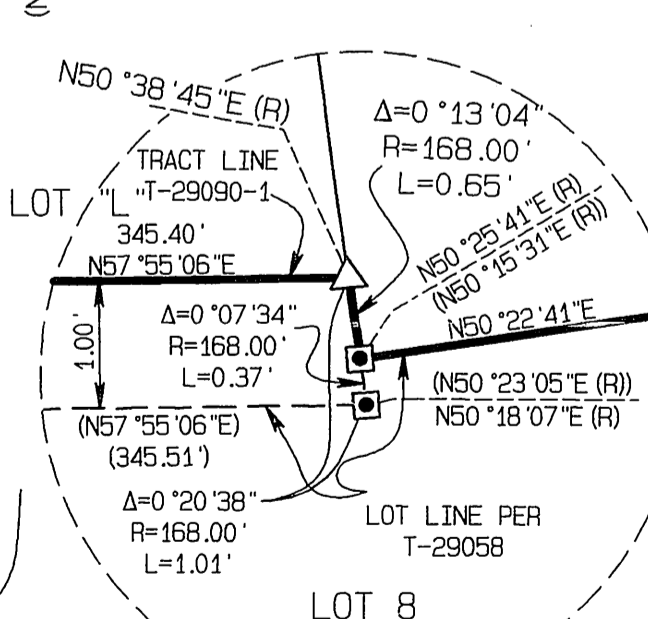 N50°38'45"E (R)
Δ=0°13'04"
R=168.00'
L=0.65'
TRACT LINE
T-29090-1
LOT "L"
345.40'
N57°55'06"E
N50°25'41"E (R)
(N50°15'31"E (R))
N50°22'41"E
Δ=0°07'34"
R=168.00'
L=0.37'
1.00'
(N50°23'05"E (R))
N50°18'07"E (R)
(N57°55'06"E)
(345.51')
Δ=0°20'38"
R=168.00'
L=1.01'
LOT LINE PER
T-29058
LOT 8